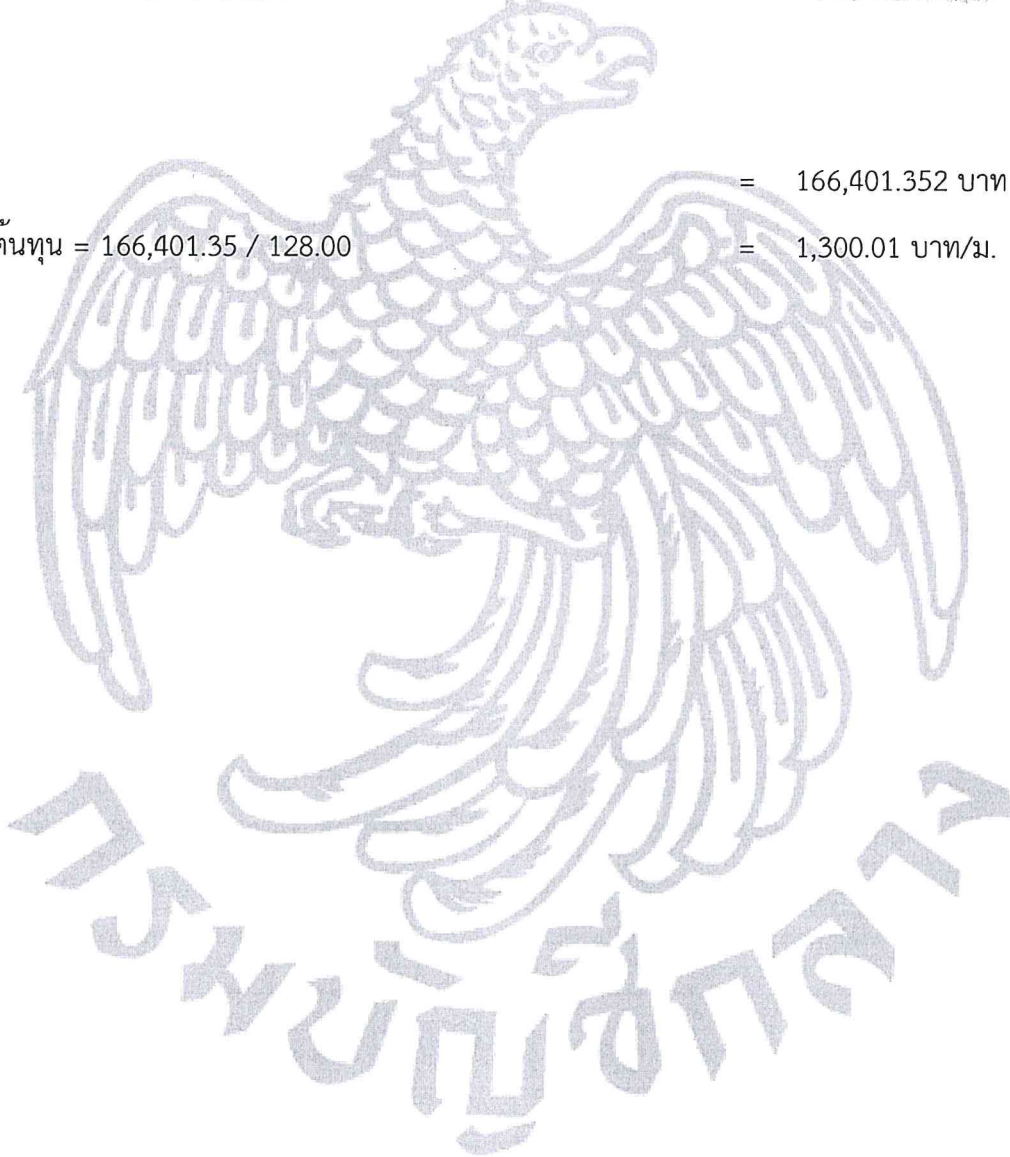 = 166,401.352 บาท
ต้นทุน = 166,401.35 / 128.00 = 1,300.01 บาท/ม.
กรมบัญชีกลาง